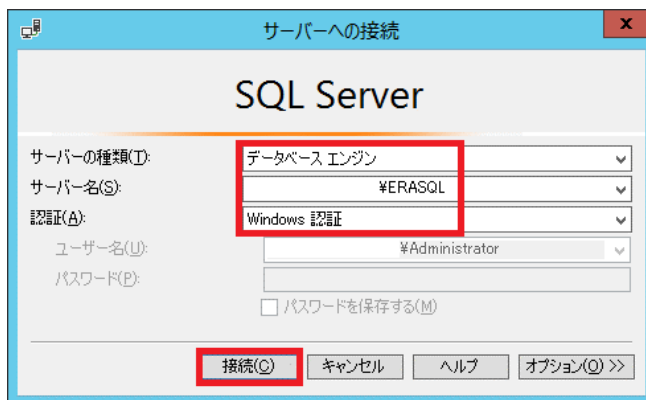 サーバーへの接続
x
SQL Server
サーバーの種類(T):
データベース エンジン
サーバー名(S):
¥ERASQL
認証(A):
Windows 認証
ユーザー名(U):
¥Administrator
パスワード(P):
パスワードを保存する(M)
接続(C) キャンセル ヘルプ オプション(O) >>